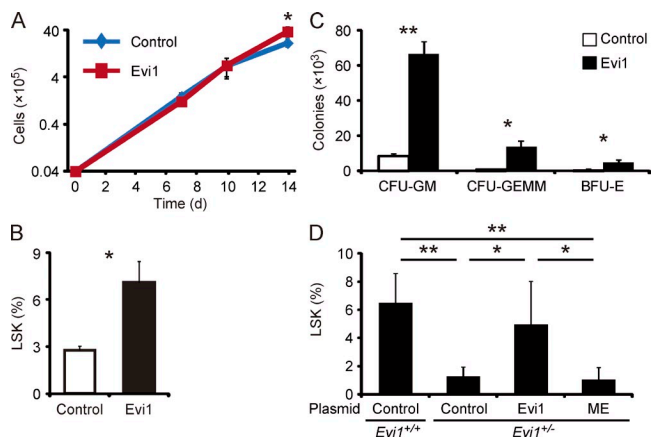 A
40
4
0.4
0.04
Cells (×10⁵)
Control
Evi1
*
0 2 4 6 8 10 12 14
Time (d)
B
9
6
3
0
LSK (%)
*
Control Evi1
C
80
60
40
20
0
Colonies (×10³)
Control
Evi1
**
*
*
CFU-GM CFU-GEMM BFU-E
D
10
8
6
4
2
0
LSK (%)
**
** * *
Plasmid Control Control Evi1 ME
Evi1⁺/⁺ Evi1⁺/⁻